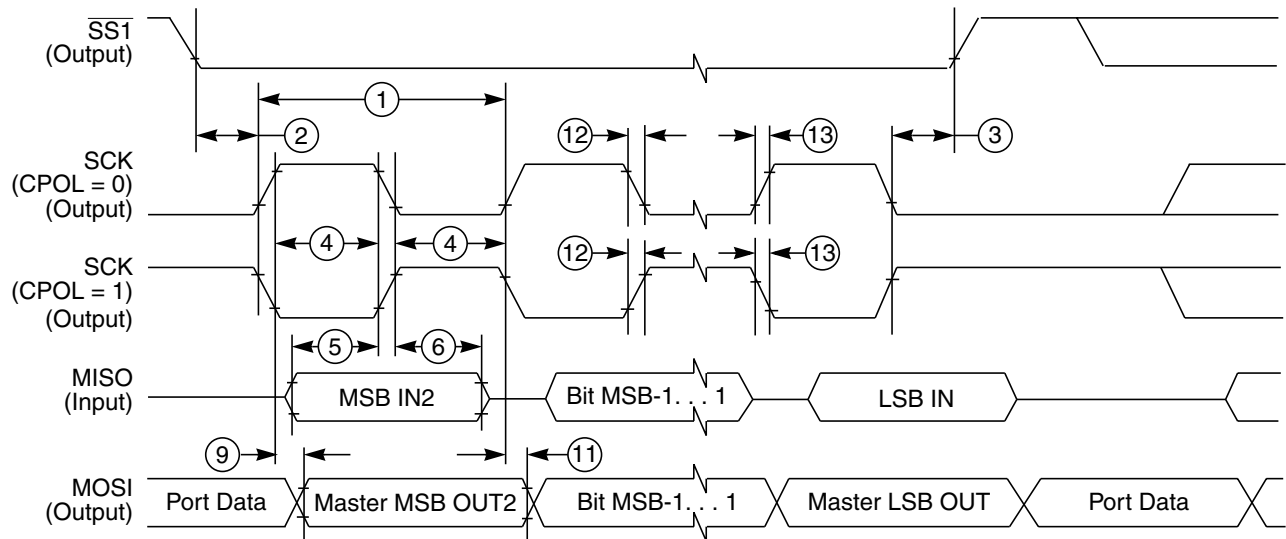 SS1
(Output)
1
2
12
13
3
SCK
(CPOL = 0)
(Output)
4
4
12
13
SCK
(CPOL = 1)
(Output)
5
6
MISO
(Input)
MSB IN2
Bit MSB-1. . . 1
LSB IN
9
11
MOSI
(Output)
Port Data
Master MSB OUT2
Bit MSB-1. . . 1
Master LSB OUT
Port Data